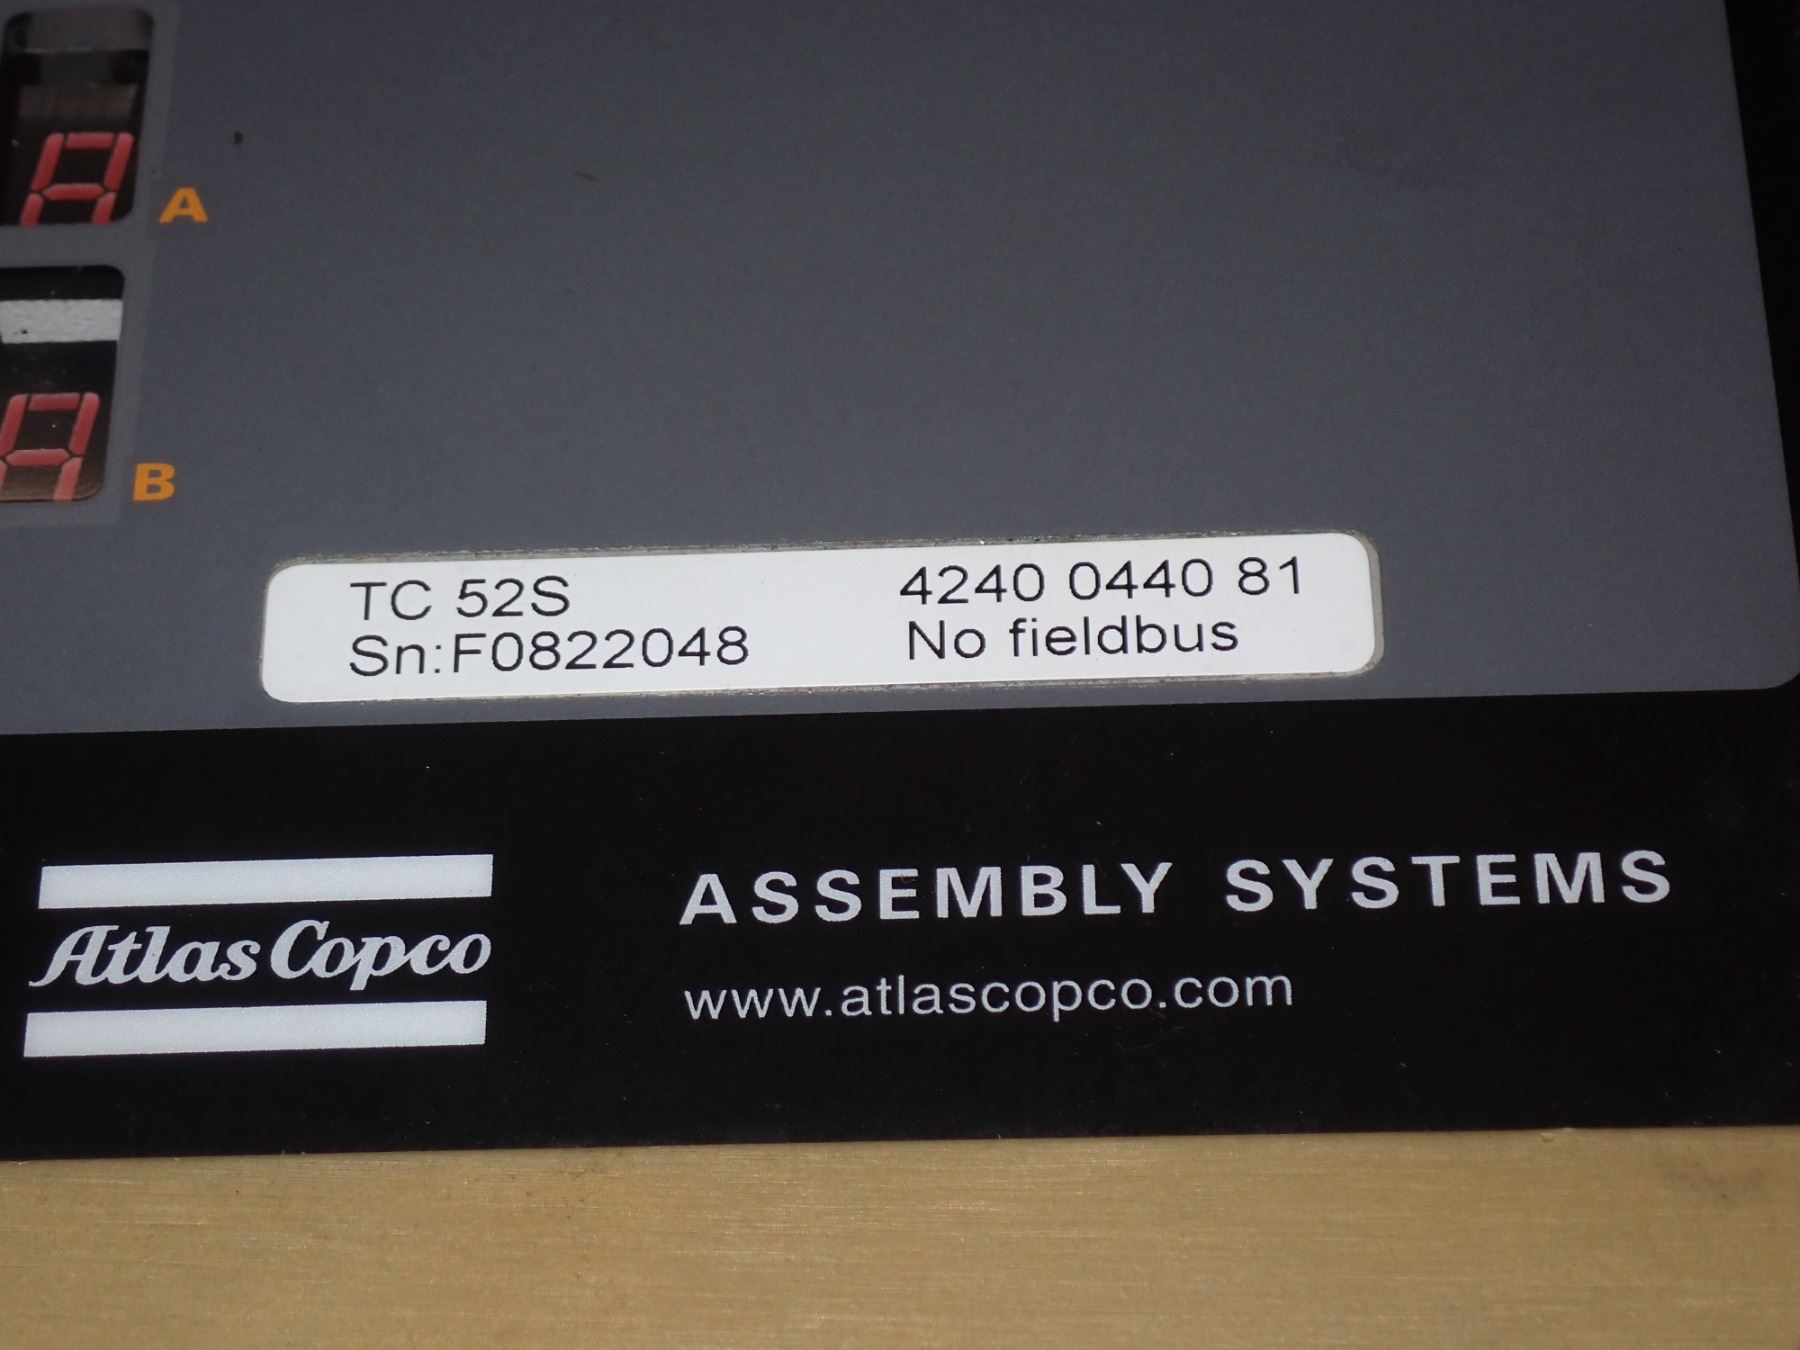 A
B
TC 52S
4240 0440 81
Sn:F0822048
No fieldbus
Atlas Copco
ASSEMBLY SYSTEMS
www.atlascopco.com